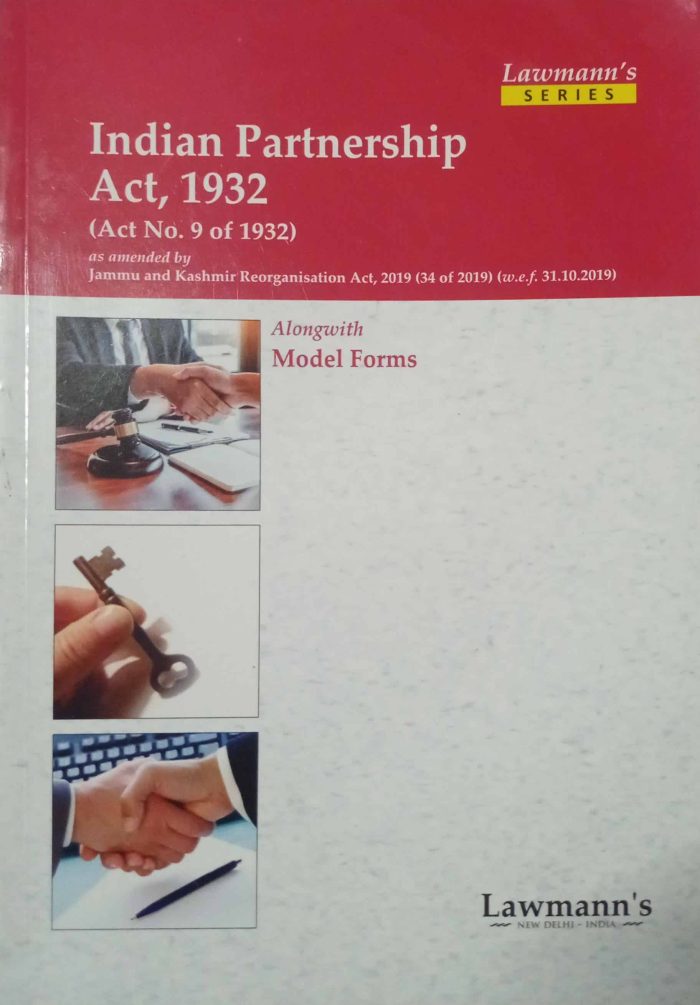 Lawmann's
SERIES
Indian Partnership
Act, 1932
(Act No. 9 of 1932)
as amended by
Jammu and Kashmir Reorganisation Act, 2019 (34 of 2019) (w.e.f. 31.10.2019)
Alongwith
Model Forms
Lawmann's
NEW DELHI - INDIA